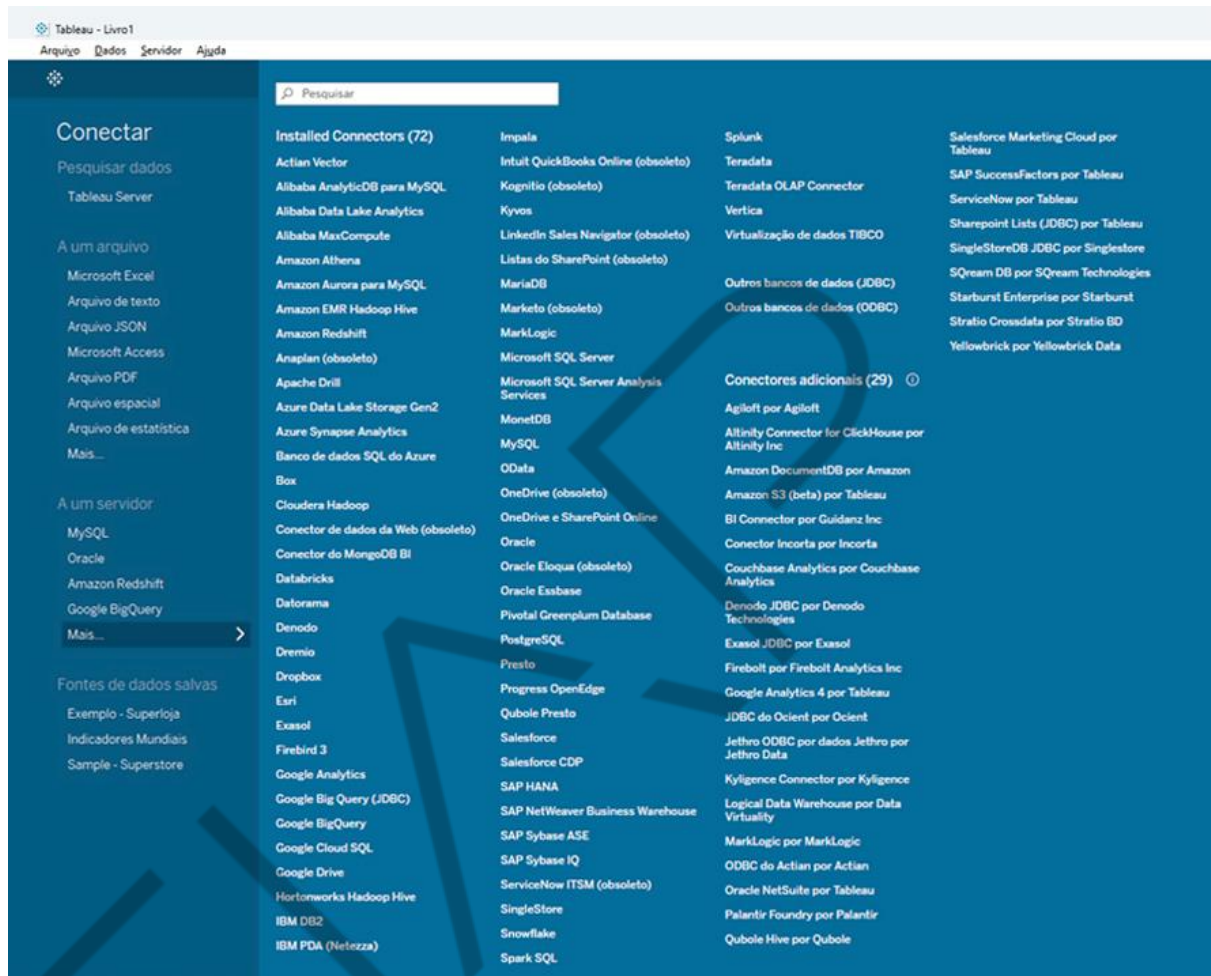 Tableau - Livro1
Arquivo Dados Servidor Ajuda
Conectar
Pesquisar dados
Tableau Server
A um arquivo
Microsoft Excel
Arquivo de texto
Arquivo JSON
Microsoft Access
Arquivo PDF
Arquivo espacial
Arquivo de estatística
Mais...
A um servidor
MySQL
Oracle
Amazon Redshift
Google BigQuery
Mais...
Fontes de dados salvas
Exemplo - Superloja
Indicadores Mundiais
Sample - Superstore
Pesquisar
Installed Connectors (72)
Actian Vector
Alibaba AnalyticDB para MySQL
Alibaba Data Lake Analytics
Alibaba MaxCompute
Amazon Athena
Amazon Aurora para MySQL
Amazon EMR Hadoop Hive
Amazon Redshift
Anaplan (obsoleto)
Apache Drill
Azure Data Lake Storage Gen2
Azure Synapse Analytics
Banco de dados SQL do Azure
Box
Cloudera Hadoop
Conector de dados da Web (obsoleto)
Conector do MongoDB BI
Databricks
Datorama
Denodo
Dremio
Dropbox
Esri
Exasol
Firebird 3
Google Analytics
Google Big Query (JDBC)
Google BigQuery
Google Cloud SQL
Google Drive
Hortonworks Hadoop Hive
IBM DB2
IBM PDA (Netezza)
Impala
Intuit QuickBooks Online (obsoleto)
Kognitio (obsoleto)
Kyvos
LinkedIn Sales Navigator (obsoleto)
Listas do SharePoint (obsoleto)
MariaDB
Marketo (obsoleto)
MarkLogic
Microsoft SQL Server
Microsoft SQL Server Analysis
Services
MonetDB
MySQL
OData
OneDrive (obsoleto)
OneDrive e SharePoint Online
Oracle
Oracle Eloqua (obsoleto)
Oracle Essbase
Pivotal Greenplum Database
PostgreSQL
Presto
Progress OpenEdge
Qubole Presto
Salesforce
Salesforce CDP
SAP HANA
SAP NetWeaver Business Warehouse
SAP Sybase ASE
SAP Sybase IQ
ServiceNow ITSM (obsoleto)
SingleStore
Snowflake
Spark SQL
Splunk
Teradata
Teradata OLAP Connector
Vertica
Virtualização de dados TIBCO
Outros bancos de dados (JDBC)
Outros bancos de dados (ODBC)
Conectores adicionais (29)
Agiloft por Agiloft
Altinity Connector for ClickHouse por
Altinity Inc
Amazon DocumentDB por Amazon
Amazon S3 (beta) por Tableau
BI Connector por Guidanz Inc
Conector Incorta por Incorta
Couchbase Analytics por Couchbase
Analytics
Denodo JDBC por Denodo
Technologies
Exasol JDBC por Exasol
Firebolt por Firebolt Analytics Inc
Google Analytics 4 por Tableau
JDBC do Ocient por Ocient
Jethro ODBC por dados Jethro por
Jethro Data
Kyligence Connector por Kyligence
Logical Data Warehouse por Data
Virtuality
MarkLogic por MarkLogic
ODBC do Actian por Actian
Oracle NetSuite por Tableau
Palantir Foundry por Palantir
Qubole Hive por Qubole
Salesforce Marketing Cloud por
Tableau
SAP SuccessFactors por Tableau
ServiceNow por Tableau
Sharepoint Lists (JDBC) por Tableau
SingleStoreDB JDBC por Singlestore
SQream DB por SQream Technologies
Starburst Enterprise por Starburst
Stratio Crossdata por Stratio BD
Yellowbrick por Yellowbrick Data